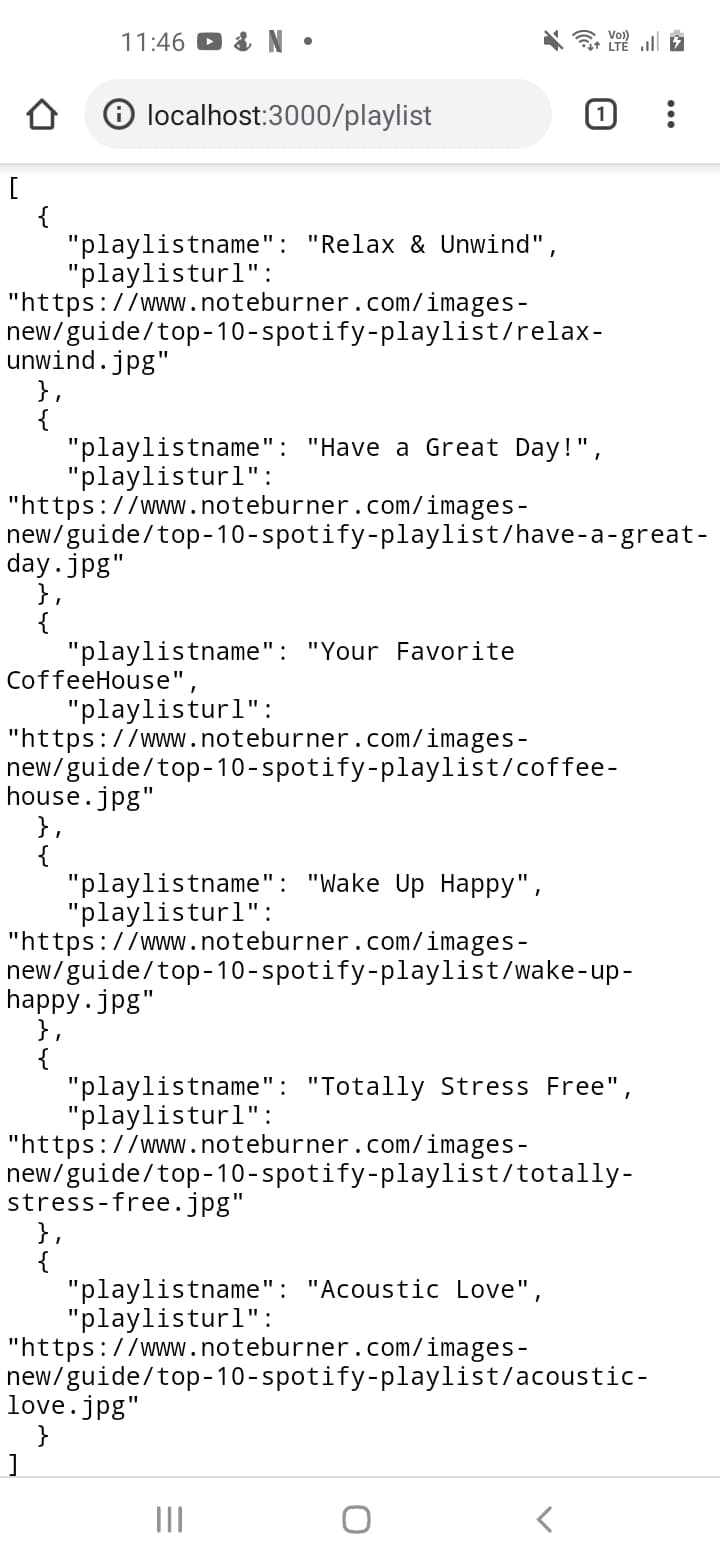 11:46 N
Vo)) LTE
localhost:3000/playlist
1
[
{
"playlistname": "Relax & Unwind",
"playlisturl":
"https://www.noteburner.com/images-
new/guide/top-10-spotify-playlist/relax-
unwind.jpg"
},
{
"playlistname": "Have a Great Day!",
"playlisturl":
"https://www.noteburner.com/images-
new/guide/top-10-spotify-playlist/have-a-great-
day.jpg"
},
{
"playlistname": "Your Favorite
CoffeeHouse",
"playlisturl":
"https://www.noteburner.com/images-
new/guide/top-10-spotify-playlist/coffee-
house.jpg"
},
{
"playlistname": "Wake Up Happy",
"playlisturl":
"https://www.noteburner.com/images-
new/guide/top-10-spotify-playlist/wake-up-
happy.jpg"
},
{
"playlistname": "Totally Stress Free",
"playlisturl":
"https://www.noteburner.com/images-
new/guide/top-10-spotify-playlist/totally-
stress-free.jpg"
},
{
"playlistname": "Acoustic Love",
"playlisturl":
"https://www.noteburner.com/images-
new/guide/top-10-spotify-playlist/acoustic-
love.jpg"
}
]